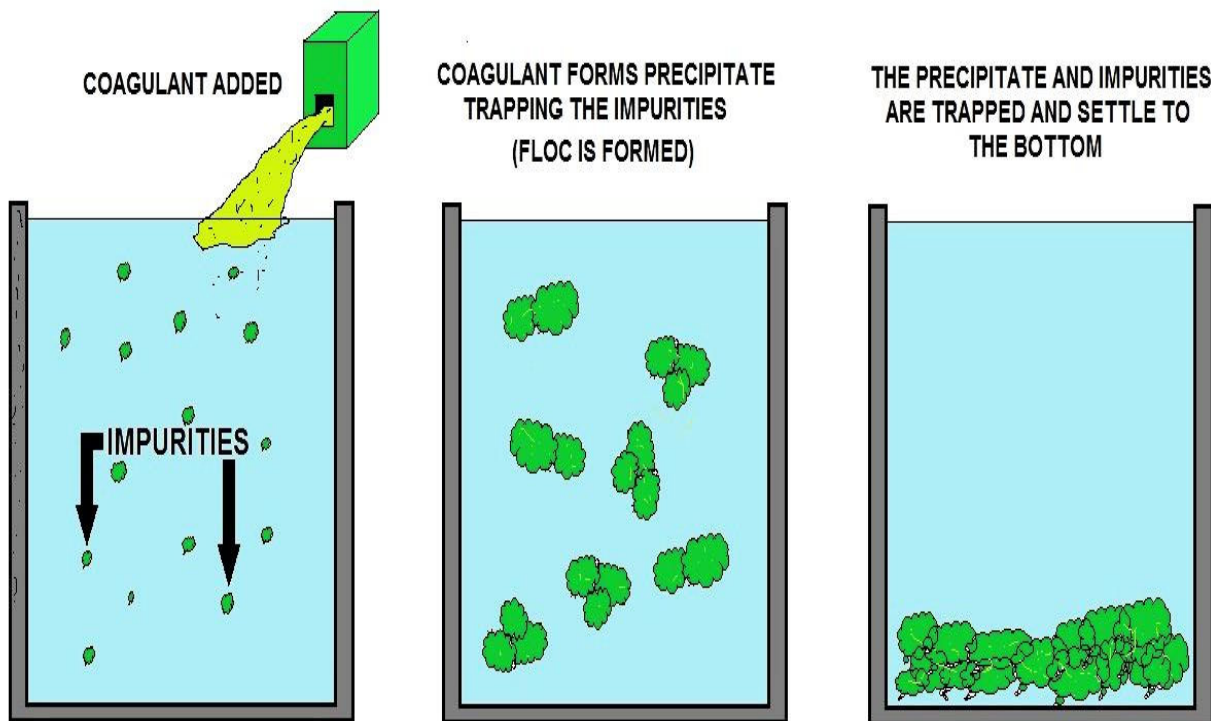 COAGULANT ADDED
IMPURITIES
COAGULANT FORMS PRECIPITATE
TRAPPING THE IMPURITIES
(FLOC IS FORMED)
THE PRECIPITATE AND IMPURITIES
ARE TRAPPED AND SETTLE TO
THE BOTTOM